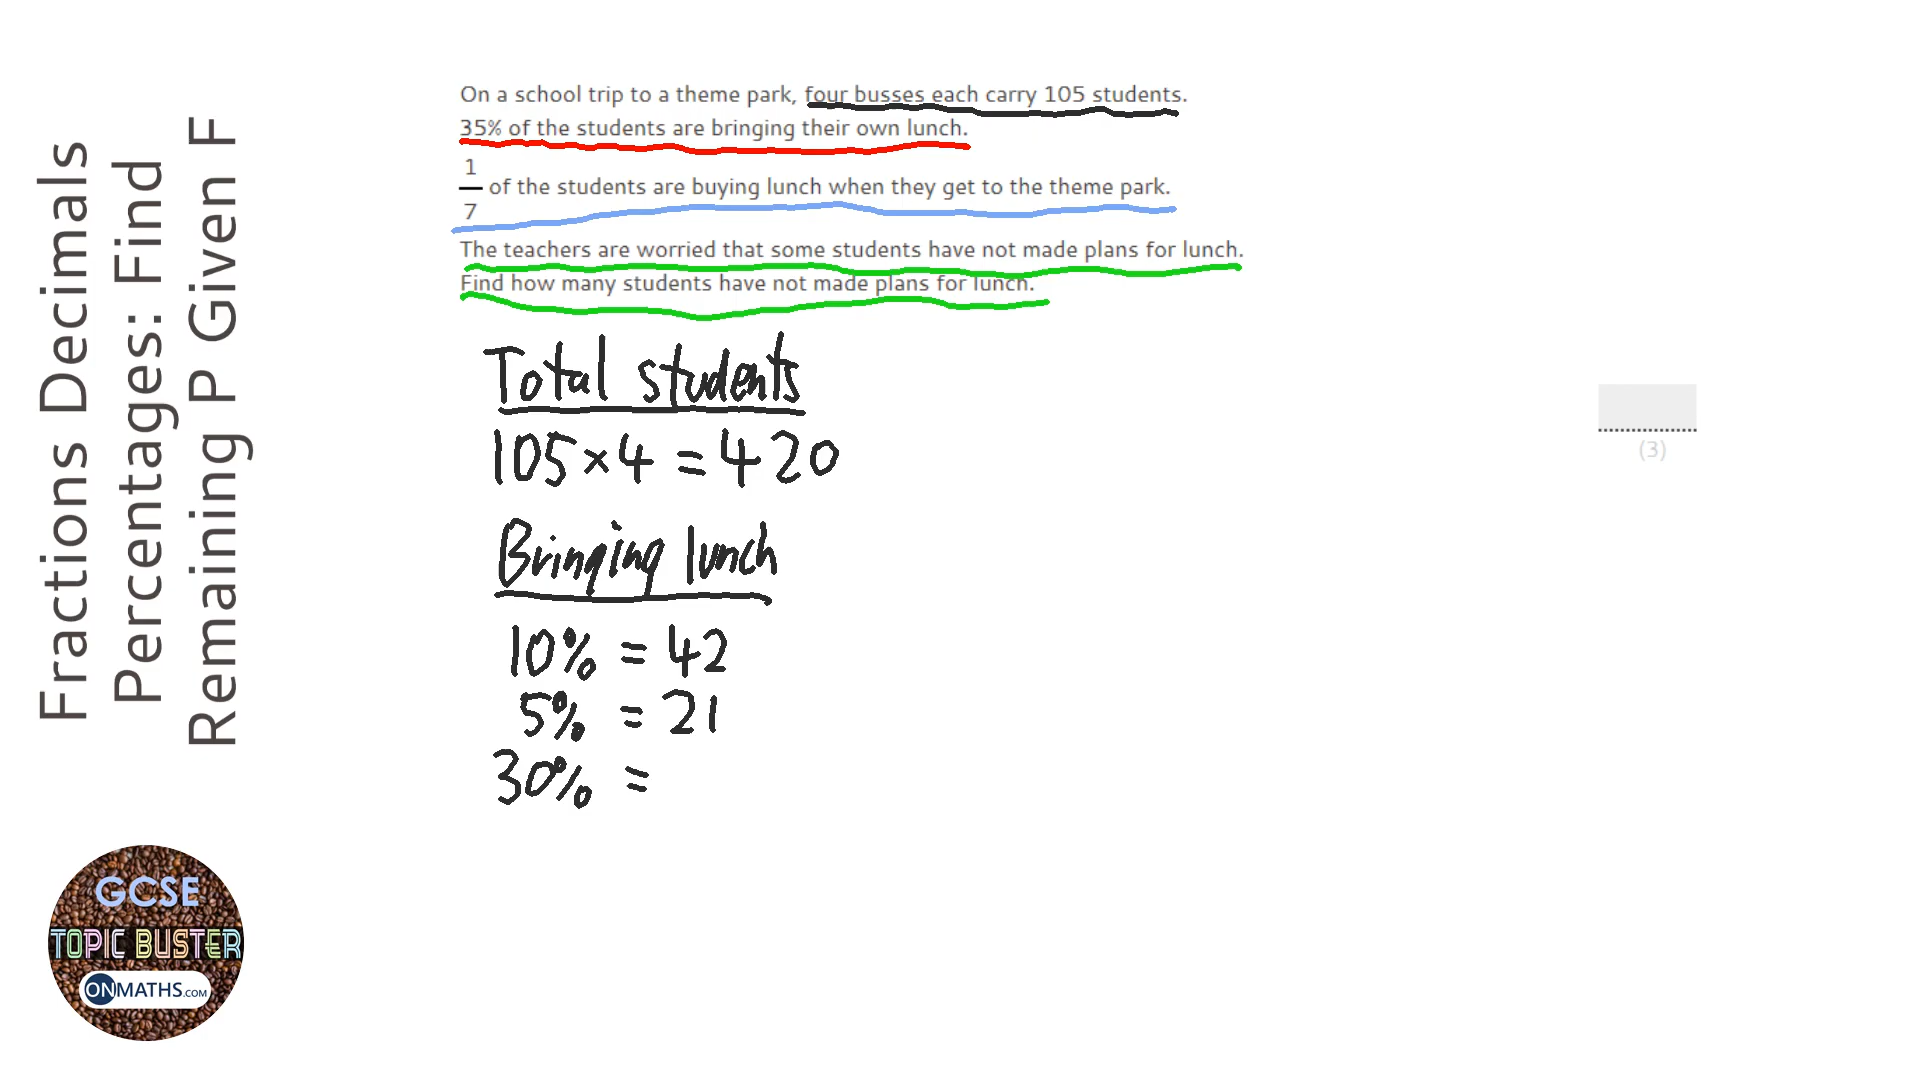 Fractions Decimals
Percentages: Find
Remaining P Given F
On a school trip to a theme park, four busses each carry 105 students.
35% of the students are bringing their own lunch.
1
of the students are buying lunch when they get to the theme park.
7
The teachers are worried that some students have not made plans for lunch.
Find how many students have not made plans for lunch.
Total students
105×4 = 420
(3)
Bringing lunch
10% = 42
5% = 21
30% =
GCSE
TOPIC BUSTER
ONMATHS.COM